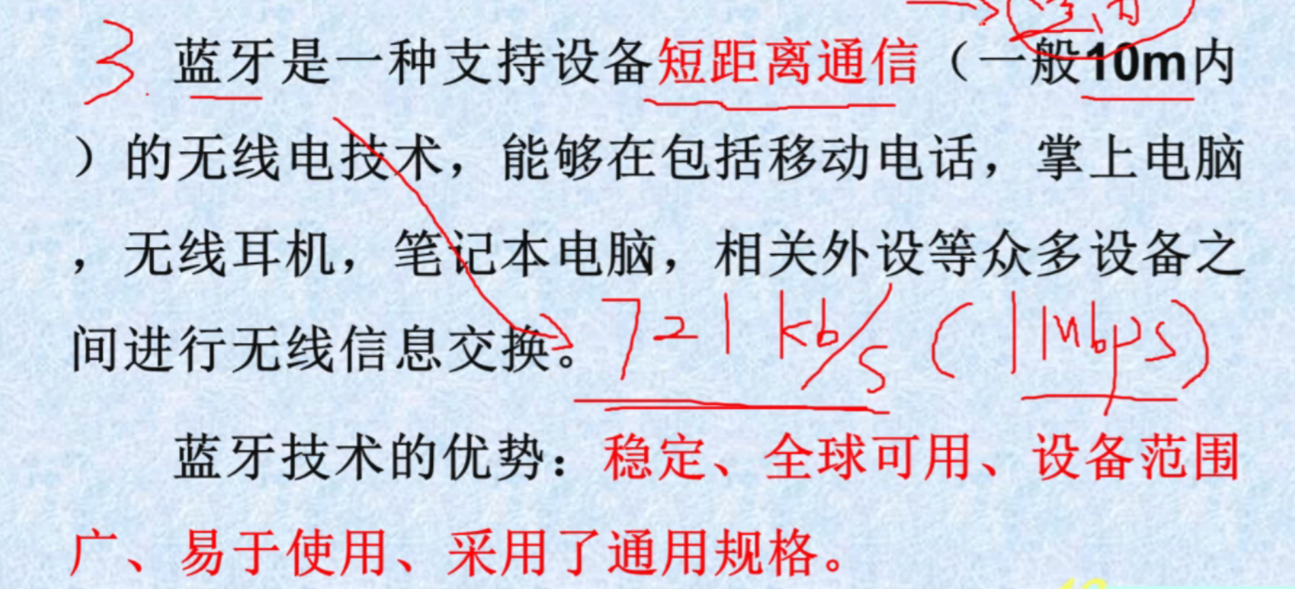 3 蓝牙是一种支持设备短距离通信（一般10m内
）的无线电技术，能够在包括移动电话，掌上电脑
，无线耳机，笔记本电脑，相关外设等众多设备之
间进行无线信息交换。721 kb/s (1Mbps)
蓝牙技术的优势：稳定、全球可用、设备范围
广、易于使用、采用了通用规格。